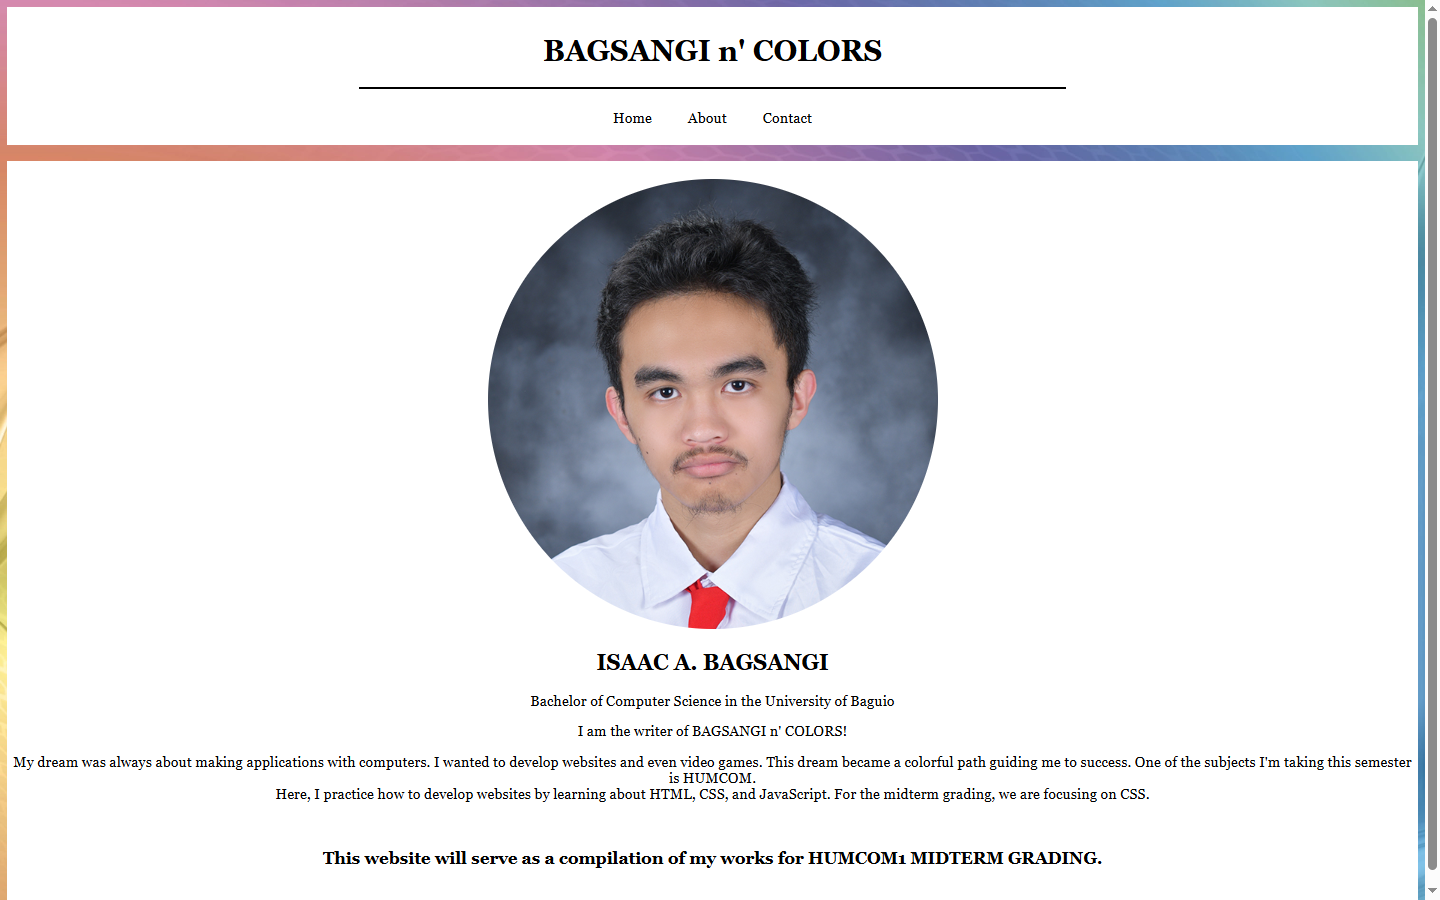 BAGSANGI n' COLORS
Home About Contact
ISAAC A. BAGSANGI
Bachelor of Computer Science in the University of Baguio
I am the writer of BAGSANGI n' COLORS!
My dream was always about making applications with computers. I wanted to develop websites and even video games. This dream became a colorful path guiding me to success. One of the subjects I'm taking this semester
is HUMCOM.
Here, I practice how to develop websites by learning about HTML, CSS, and JavaScript. For the midterm grading, we are focusing on CSS.
This website will serve as a compilation of my works for HUMCOM1 MIDTERM GRADING.